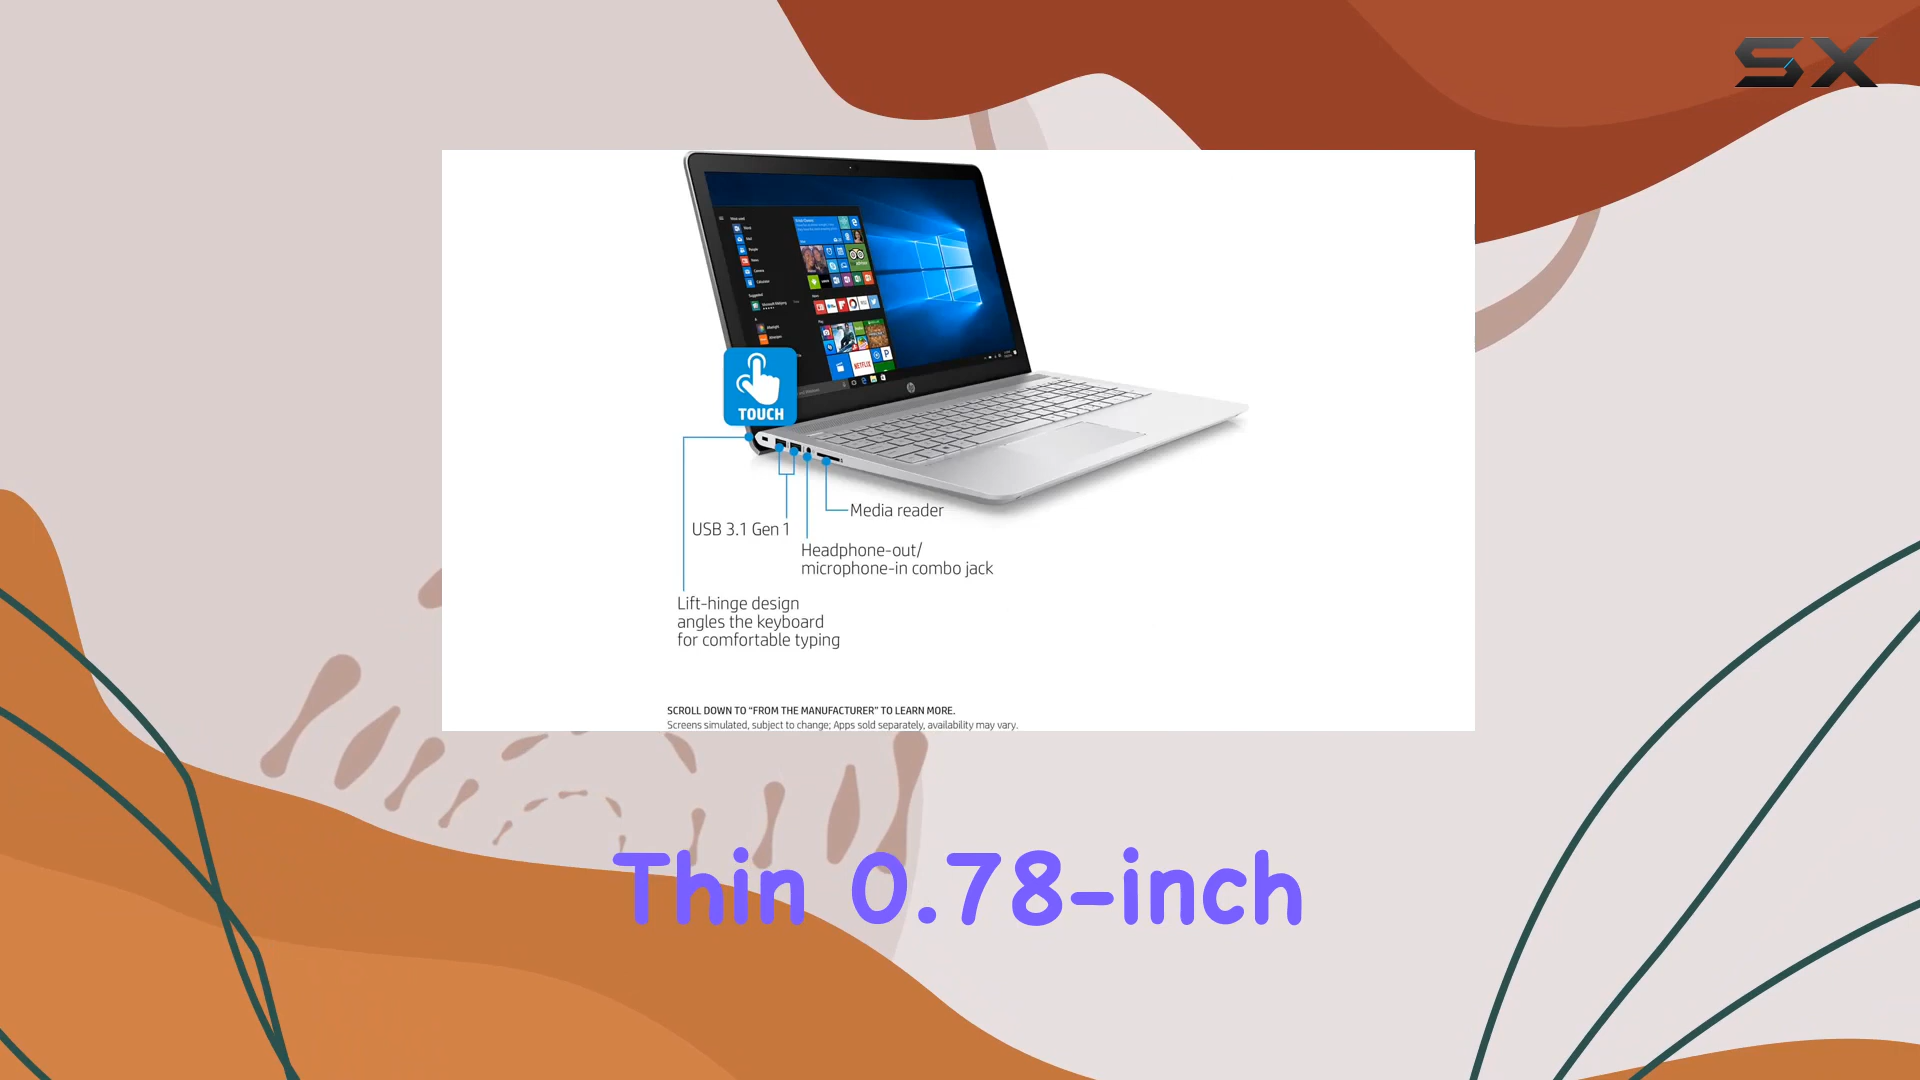 SX
TOUCH
Media reader
USB 3.1 Gen 1
Headphone-out/
microphone-in combo jack
Lift-hinge design
angles the keyboard
for comfortable typing
SCROLL DOWN TO “FROM THE MANUFACTURER” TO LEARN MORE.
Screens simulated, subject to change; Apps sold separately, availability may vary.
Thin 0.78-inch